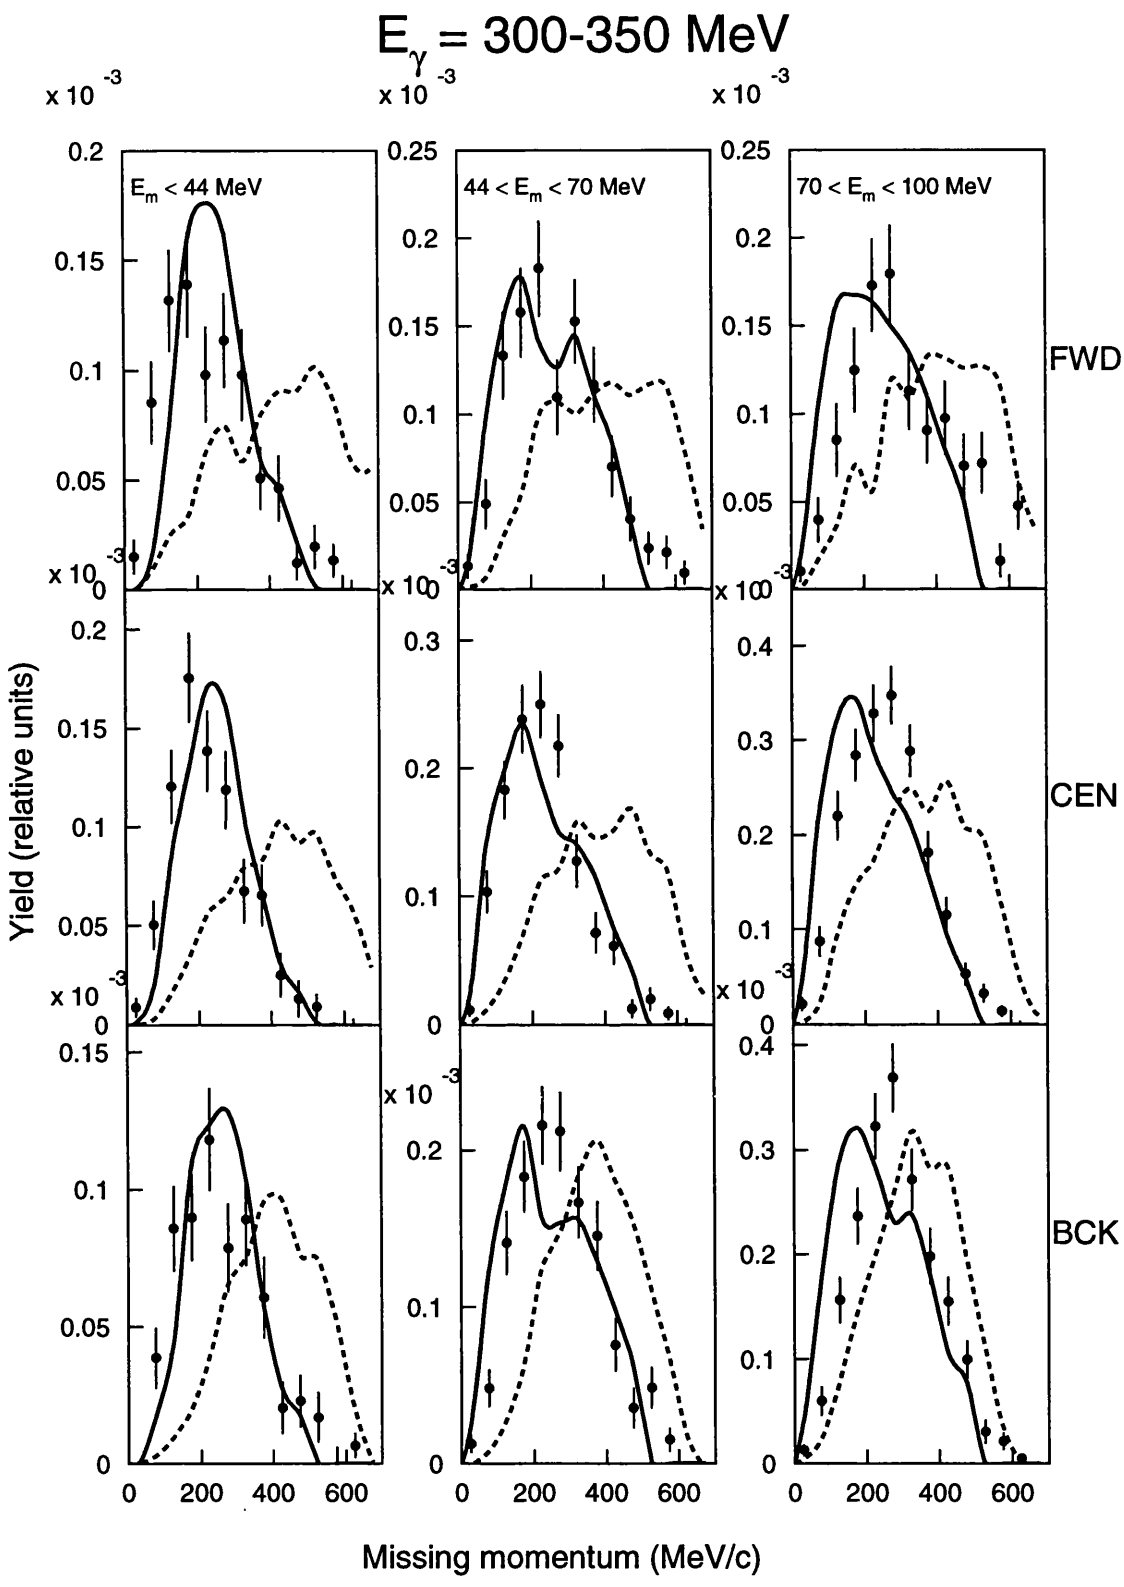 E_γ = 300-350 MeV
x 10 -3 x 10 -3 x 10 -3
0.2 0.25 0.25
E_m < 44 MeV 44 < E_m < 70 MeV 70 < E_m < 100 MeV
0.2 0.2
0.15
0.15 0.15
0.1 FWD
0.1 0.1
0.05
0.05 0.05
x 10 -3 x 10 -3 x 10 -3
0 0 0
0.2 0.3 0.4
0.15 0.3
0.2
0.1 0.2 CEN
0.1
0.05 0.1
x 10 -3 x 10 -3
0 0 0
0.15 0.4
x 10 -3
0.2 0.3
0.1
BCK
0.2
0.1
0.05 0.1
0 0 0
0 200 400 600 0 200 400 600 0 200 400 600
Yield (relative units)
Missing momentum (MeV/c)